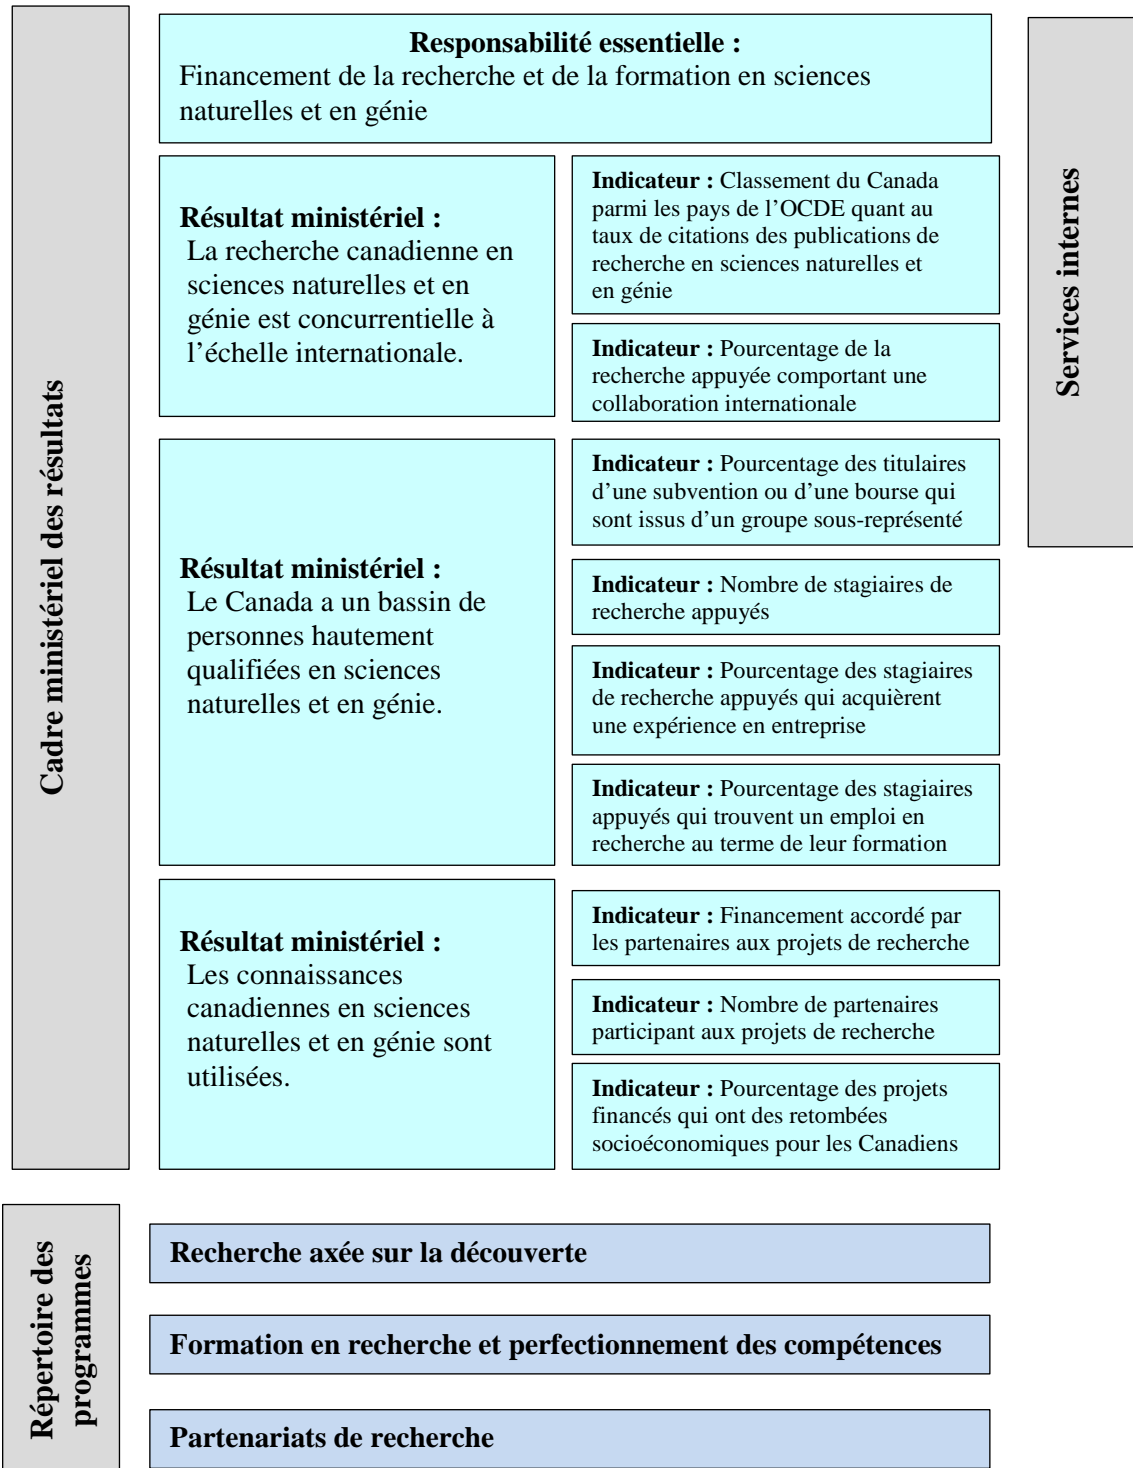 Cadre ministériel des résultats
Responsabilité essentielle :
Financement de la recherche et de la formation en sciences
naturelles et en génie
Résultat ministériel :
La recherche canadienne en
sciences naturelles et en
génie est concurrentielle à
l’échelle internationale.
Indicateur : Classement du Canada
parmi les pays de l’OCDE quant au
taux de citations des publications de
recherche en sciences naturelles et
en génie
Indicateur : Pourcentage de la
recherche appuyée comportant une
collaboration internationale
Résultat ministériel :
Le Canada a un bassin de
personnes hautement
qualifiées en sciences
naturelles et en génie.
Indicateur : Pourcentage des titulaires
d’une subvention ou d’une bourse qui
sont issus d’un groupe sous-représenté
Indicateur : Nombre de stagiaires de
recherche appuyés
Indicateur : Pourcentage des stagiaires
de recherche appuyés qui acquièrent
une expérience en entreprise
Indicateur : Pourcentage des stagiaires
appuyés qui trouvent un emploi en
recherche au terme de leur formation
Résultat ministériel :
Les connaissances
canadiennes en sciences
naturelles et en génie sont
utilisées.
Indicateur : Financement accordé par
les partenaires aux projets de recherche
Indicateur : Nombre de partenaires
participant aux projets de recherche
Indicateur : Pourcentage des projets
financés qui ont des retombées
socioéconomiques pour les Canadiens
Services internes
Répertoire des
programmes
Recherche axée sur la découverte
Formation en recherche et perfectionnement des compétences
Partenariats de recherche